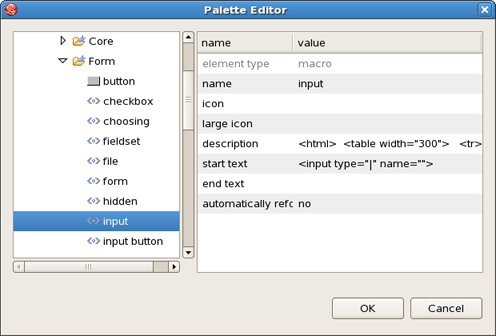 Palette Editor
Core
Form
button
checkbox
choosing
fieldset
file
form
hidden
input
input button
name value
element type macro
name input
icon
large icon
description <html> <table width="300"> <tr>
start text <input type="|" name="">
end text
automatically refo no
OK Cancel